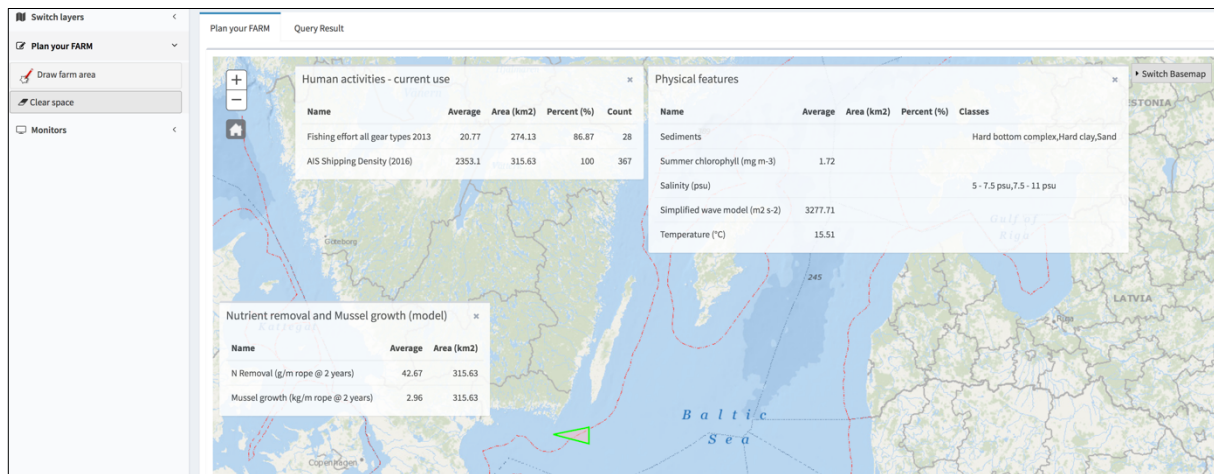 Switch layers
Plan your FARM
Draw farm area
Clear space
Monitors
Plan your FARM Query Result
+
−
Human activities - current use
Name Average Area (km2) Percent (%) Count
Fishing effort all gear types 2013 20.77 274.13 86.87 28
AIS Shipping Density (2016) 2353.1 315.63 100 367
Physical features
Name Average Area (km2) Percent (%) Classes
Sediments Hard bottom complex,Hard clay,Sand
Summer chlorophyll (mg m-3) 1.72
Salinity (psu) 5 - 7.5 psu,7.5 - 11 psu
Simplified wave model (m2 s-2) 3277.71
Temperature (°C) 15.51
Switch Basemap
ESTONIA
Gulf of
Riga
Göteborg
245
LATVIA
Riga
Kattegat
Nutrient removal and Mussel growth (model)
Name Average Area (km2)
N Removal (g/m rope @ 2 years) 42.67 315.63
Mussel growth (kg/m rope @ 2 years) 2.96 315.63
Baltic
Sea
Copenhagen